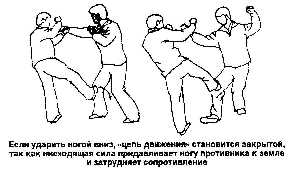 Если ударить ногой вниз, «цепь движения» становится закрытой,
так как нисходящая сила придавливает ногу противника к земле
и затрудняет сопротивление